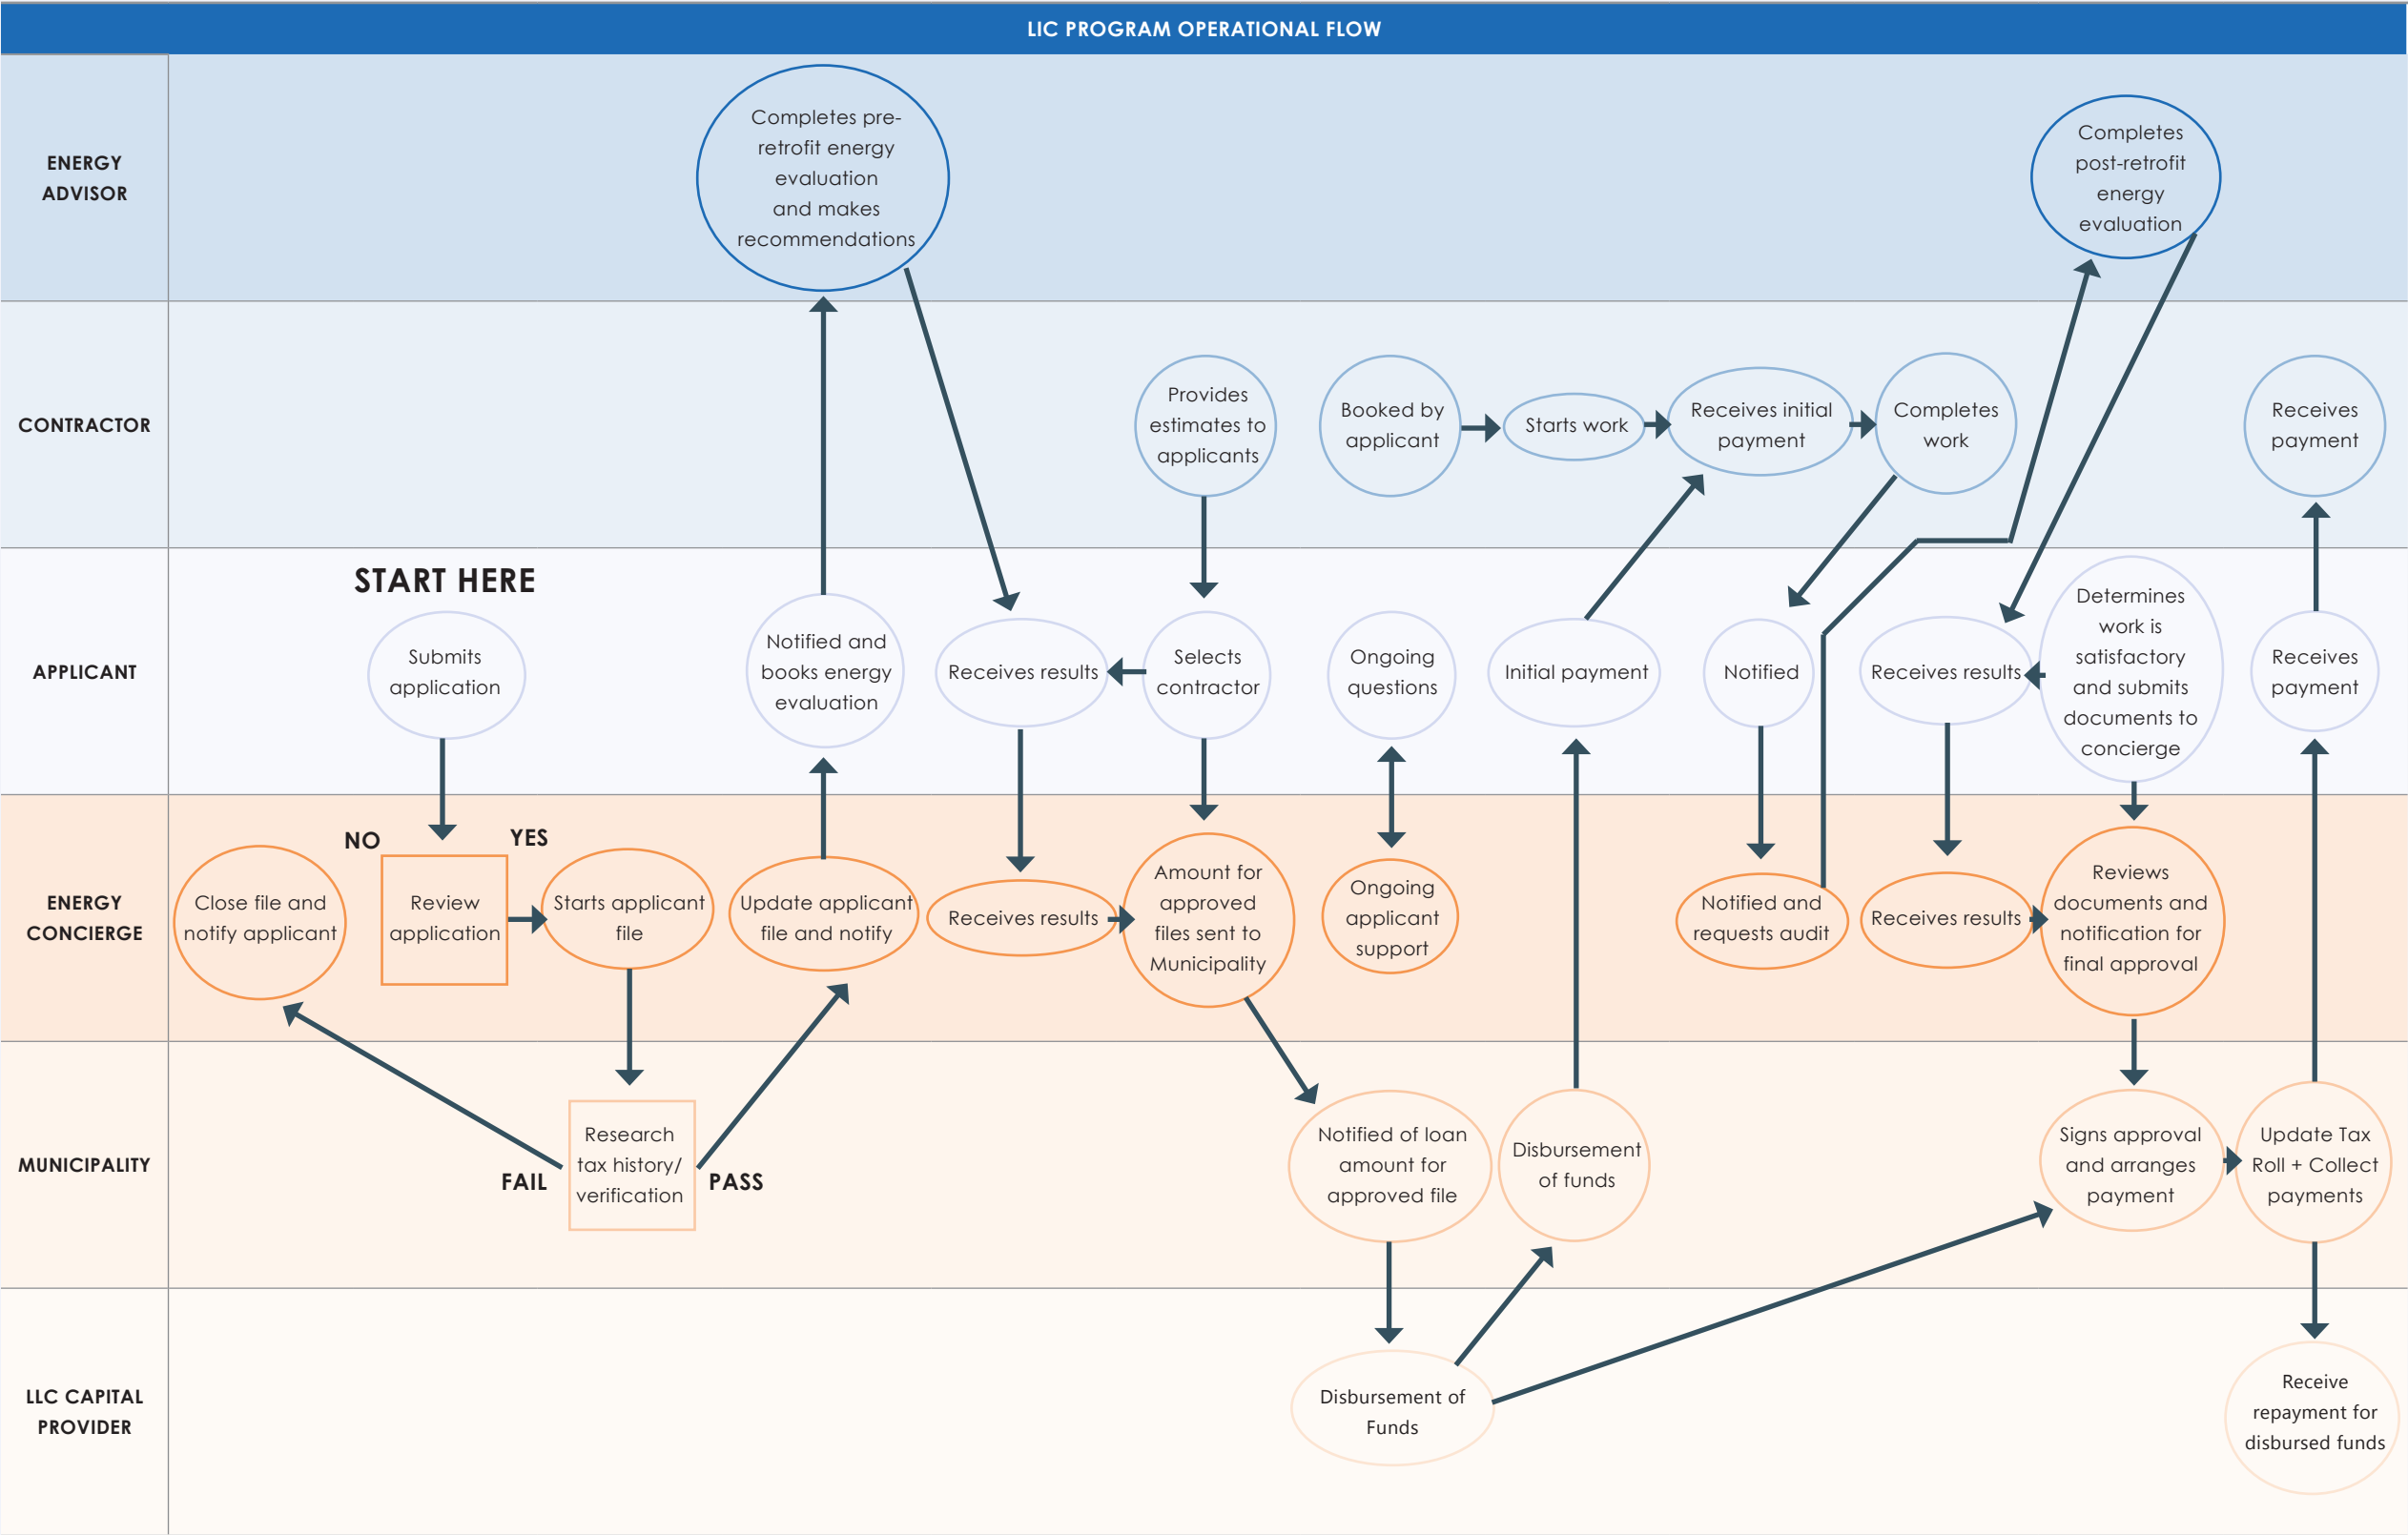 LIC PROGRAM OPERATIONAL FLOW
ENERGY
ADVISOR
Completes pre-
retrofit energy
evaluation
and makes
recommendations
Completes
post-retrofit
energy
evaluation
CONTRACTOR
Provides
estimates to
applicants
Booked by
applicant
Starts work
Receives initial
payment
Completes
work
Receives
payment
APPLICANT
START HERE
Submits
application
Notified and
books energy
evaluation
Receives results
Selects
contractor
Ongoing
questions
Initial payment
Notified
Receives results
Determines
work is
satisfactory
and submits
documents to
concierge
Receives
payment
ENERGY
CONCIERGE
Close file and
notify applicant
NO
Review
application
YES
Starts applicant
file
Update applicant
file and notify
Receives results
Amount for
approved
files sent to
Municipality
Ongoing
applicant
support
Notified and
requests audit
Receives results
Reviews
documents and
notification for
final approval
MUNICIPALITY
FAIL
Research
tax history/
verification
PASS
Notified of loan
amount for
approved file
Disbursement
of funds
Signs approval
and arranges
payment
Update Tax
Roll + Collect
payments
LLC CAPITAL
PROVIDER
Disbursement of
Funds
Receive
repayment for
disbursed funds